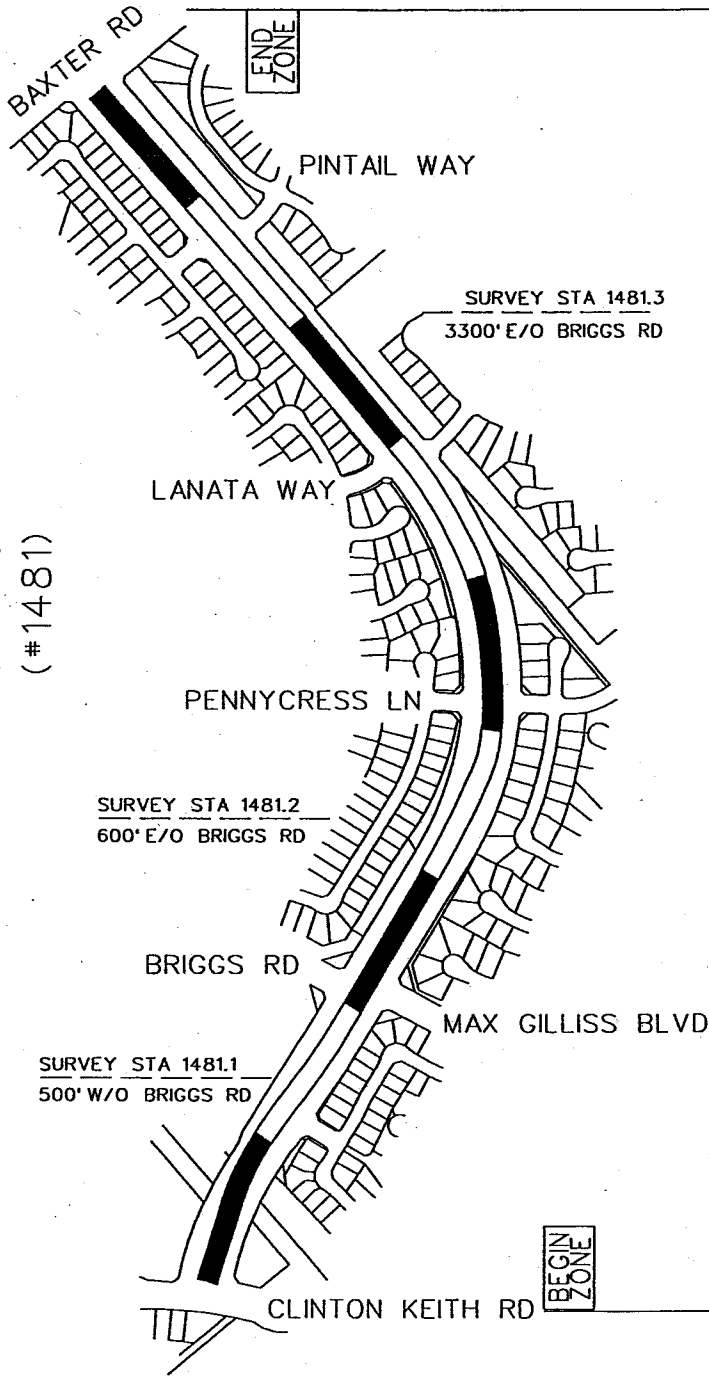 END
ZONE
BAXTER RD
PINTAIL WAY
SURVEY STA 1481.3
3300' E/O BRIGGS RD
LANATA WAY
(#1481)
PENNYCRESS LN
SURVEY STA 1481.2
600' E/O BRIGGS RD
BRIGGS RD
MAX GILLISS BLVD
SURVEY STA 1481.1
500' W/O BRIGGS RD
BEGIN
ZONE
CLINTON KEITH RD